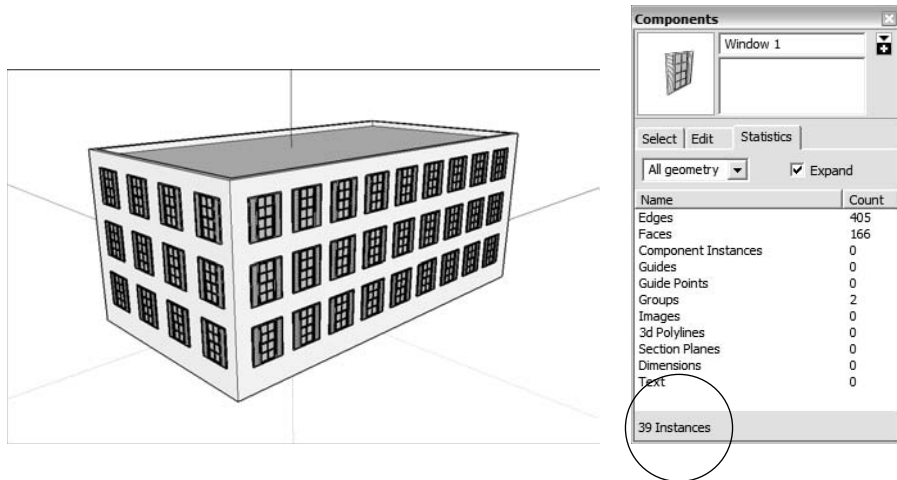 Components
Window 1
Select Edit Statistics
All geometry Expand
Name Count
Edges 405
Faces 166
Component Instances 0
Guides 0
Guide Points 0
Groups 2
Images 0
3d Polylines 0
Section Planes 0
Dimensions 0
Text 0
39 Instances